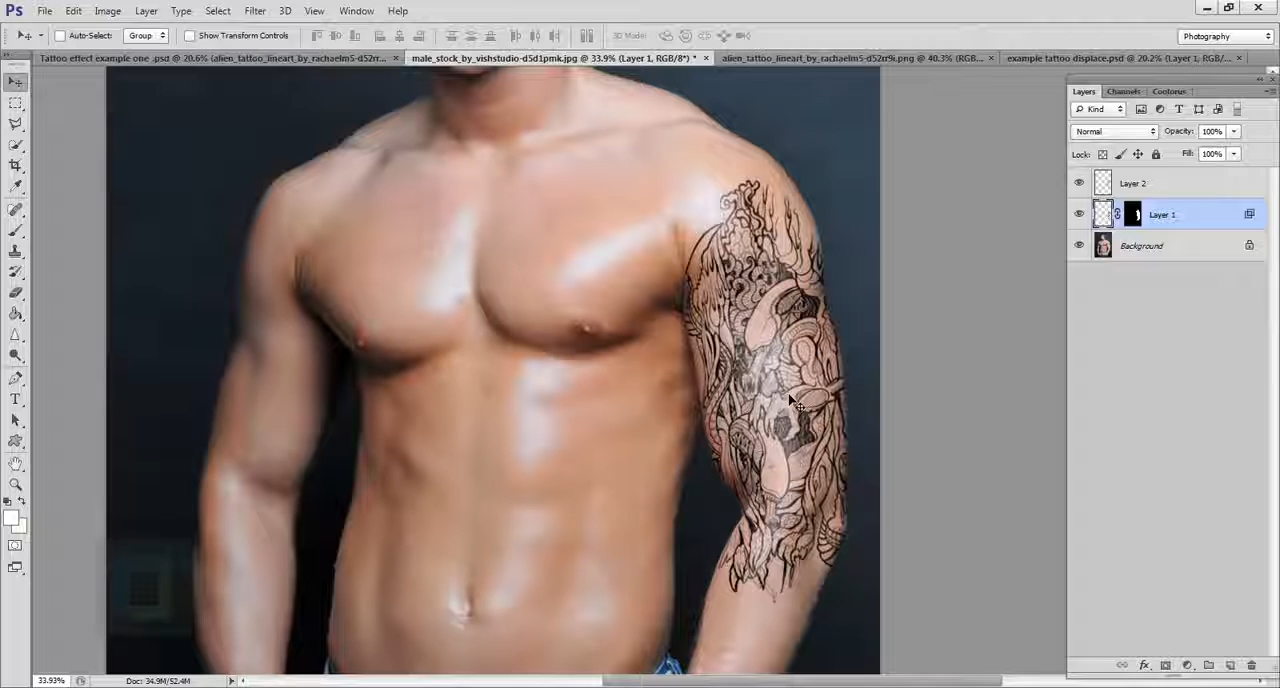 Ps File Edit Image Layer Type Select Filter 3D View Window Help
Auto-Select: Group Show Transform Controls 3D Mode: Photography
Tattoo effect example one .psd @ 20.6% (alien_tattoo_lineart_by_rachaelm5-d52rr... × male_stock_by_vishstudio-d5d1pmk.jpg @ 33.9% (Layer 1, RGB/8*) * × alien_tattoo_lineart_by_rachaelm5-d52rr9i.png @ 40.3% (RGB... × example tattoo displace.psd @ 20.2% (Layer 1, RGB/... ×
Layers Channels Coolorus
Kind
Normal Opacity: 100%
Lock: Fill: 100%
Layer 2
Layer 1
Background
33.93% Doc: 34.9M/52.4M